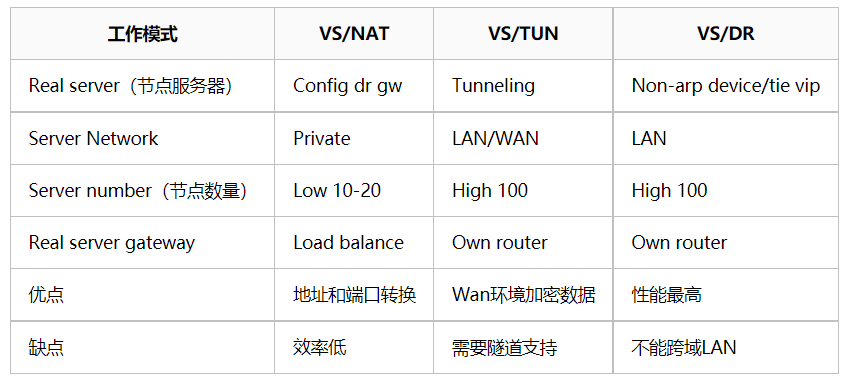 工作模式 VS/NAT VS/TUN VS/DR
Real server（节点服务器） Config dr gw Tunneling Non-arp device/tie vip
Server Network Private LAN/WAN LAN
Server number（节点数量） Low 10-20 High 100 High 100
Real server gateway Load balance Own router Own router
优点 地址和端口转换 Wan环境加密数据 性能最高
缺点 效率低 需要隧道支持 不能跨域LAN